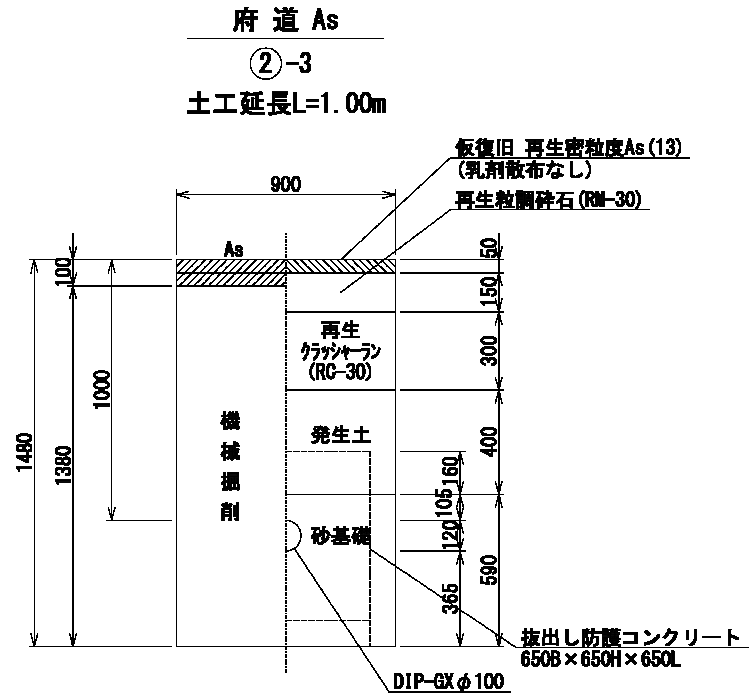 府 道 As
②-3
土工延長L=1.00m
仮復旧 再生密粒度As(13)
(乳剤散布なし)
再生粒調砕石(RM-30)
900
As
100
50
150
再生
クラッシャーラン
(RC-30)
300
1000
1480
1380
機械掘削
発生土
400
160
105
砂基礎
120
590
365
抜出し防護コンクリート
650B×650H×650L
DIP-GXφ100